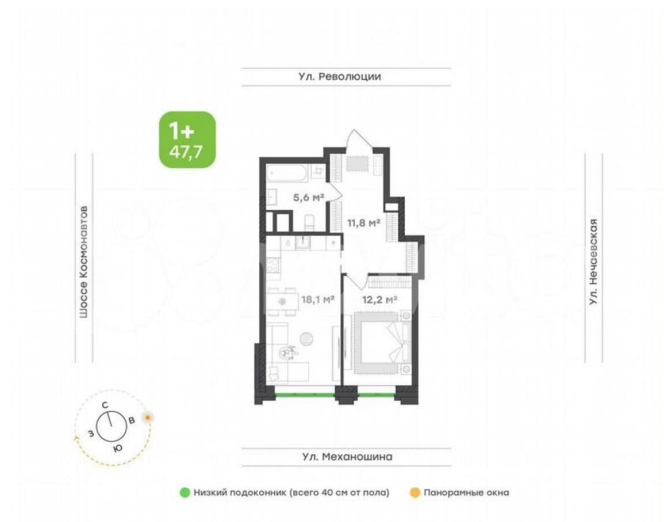 Ул. Революции
1+
47,7
5,6 м²
11,8 м²
Шоссе Космонавтов
Ул. Нечаевская
18,1 м²
12,2 м²
С
В
З
Ю
Ул. Механошина
Низкий подоконник (всего 40 см от пола)
Панорамные окна